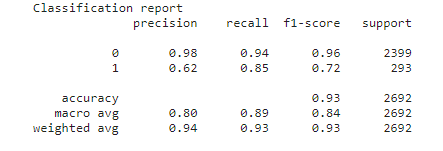 Classification report
precision recall f1-score support
0 0.98 0.94 0.96 2399
1 0.62 0.85 0.72 293
accuracy 0.93 2692
macro avg 0.80 0.89 0.84 2692
weighted avg 0.94 0.93 0.93 2692